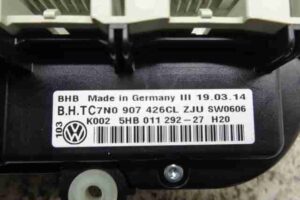 BHB Made in Germany III 19.03.14
B.H.TC7N0 907 426CL ZJU SW0606
K002 5HB 011 292-27 H20
103